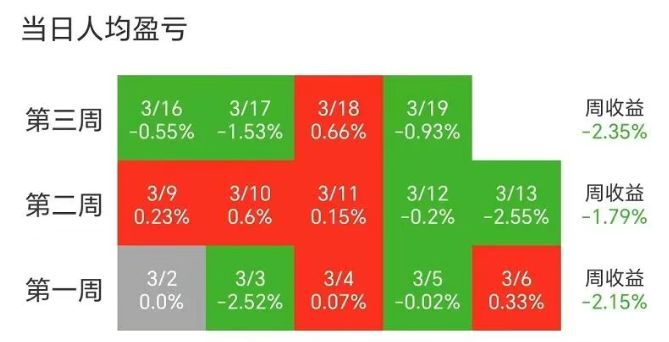 当日人均盈亏
第三周 3/16 3/17 3/18 3/19 周收益
-0.55% -1.53% 0.66% -0.93% -2.35%
第二周 3/9 3/10 3/11 3/12 3/13 周收益
0.23% 0.6% 0.15% -0.2% -2.55% -1.79%
第一周 3/2 3/3 3/4 3/5 3/6 周收益
0.0% -2.52% 0.07% -0.02% 0.33% -2.15%